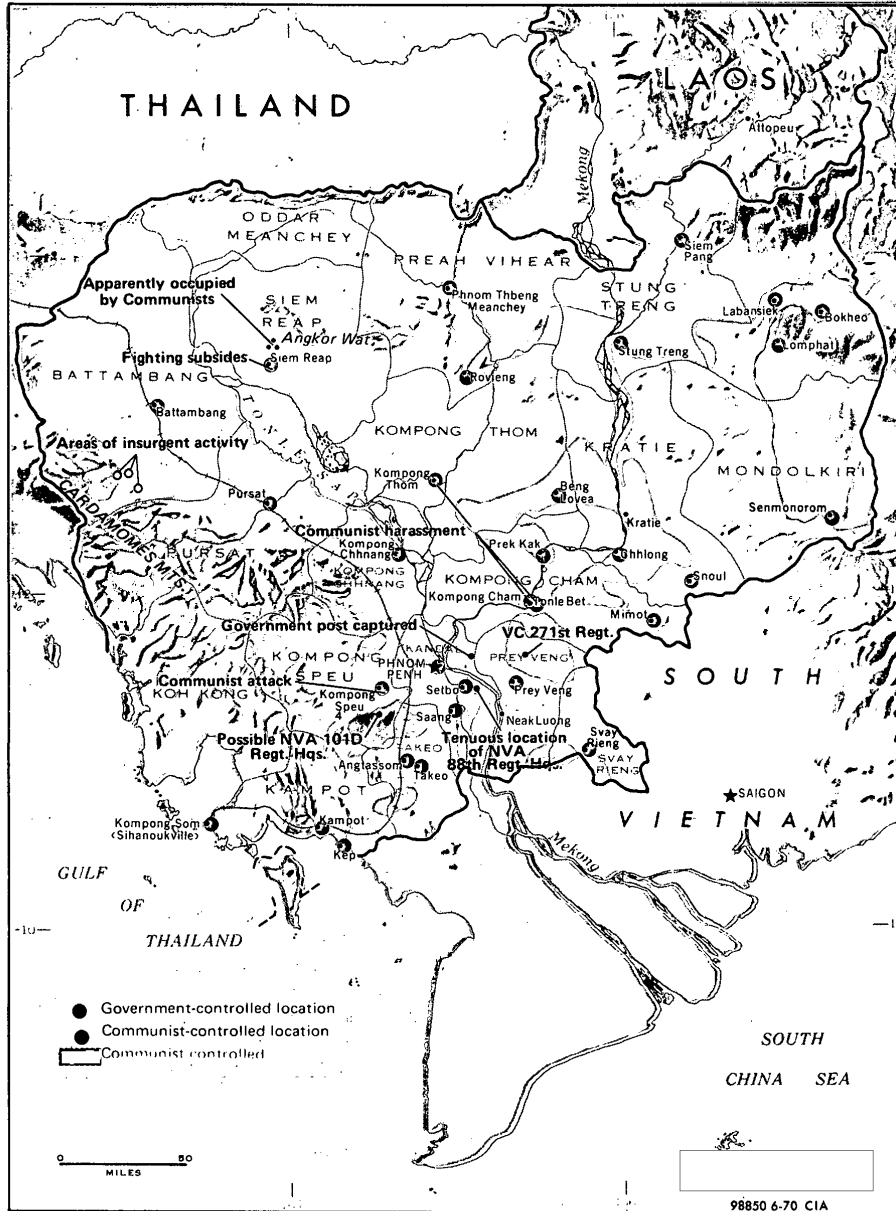 THAILAND
LAOS
Attopeu
Mekong
ODDAR
MEANCHEY
PREAH VIHEAR
Siem
Pang
STUNG
TRENG
Apparently occupied
by Communists
SIEM
REAP
Phnom Thbeng
Meanchey
Labansiek
Bokheo
Angkor Wat
Stung Treng
Lomphat
Fighting subsides
Siem Reap
BATTAMBANG
Rovieng
Battambang
TONLE SAP
KOMPONG THOM
KRATIE
Areas of insurgent activity
MONDOLKIRI
Kompong
Thom
Pursat
Beng
Lovea
CARDAMOMES MTS.
Kratie
Senmonorom
Communist harassment
PURSAT
Kompong
Chhnang
Prek Kak
Chhlong
KOMPONG
CHHNANG
KOMPONG CHAM
Snoul
Kompong Cham
Tonle Bet
Mimot
Government post captured
VC 271st Regt.
KANDAL
KOMPONG
SPEU
PHNOM
PENH
PREY VENG
SOUTH
Communist attack
KOH KONG
Kompong
Speu
Setbo
Prey Veng
Saang
Neak Luong
Possible NVA 101D
Regt. Hqs.
Tenuous location
of NVA
88th Regt. Hqs.
Svay
Rieng
SVAY
RIENG
TAKEO
Anglassom
Takeo
KAMPOT
SAIGON
Kompong Som
(Sihanoukville)
Kampot
VIETNAM
Kep
Mekong
GULF
OF
THAILAND
Government-controlled location
Communist-controlled location
Communist controlled
SOUTH
CHINA SEA
0 50
MILES
98850 6-70 CIA